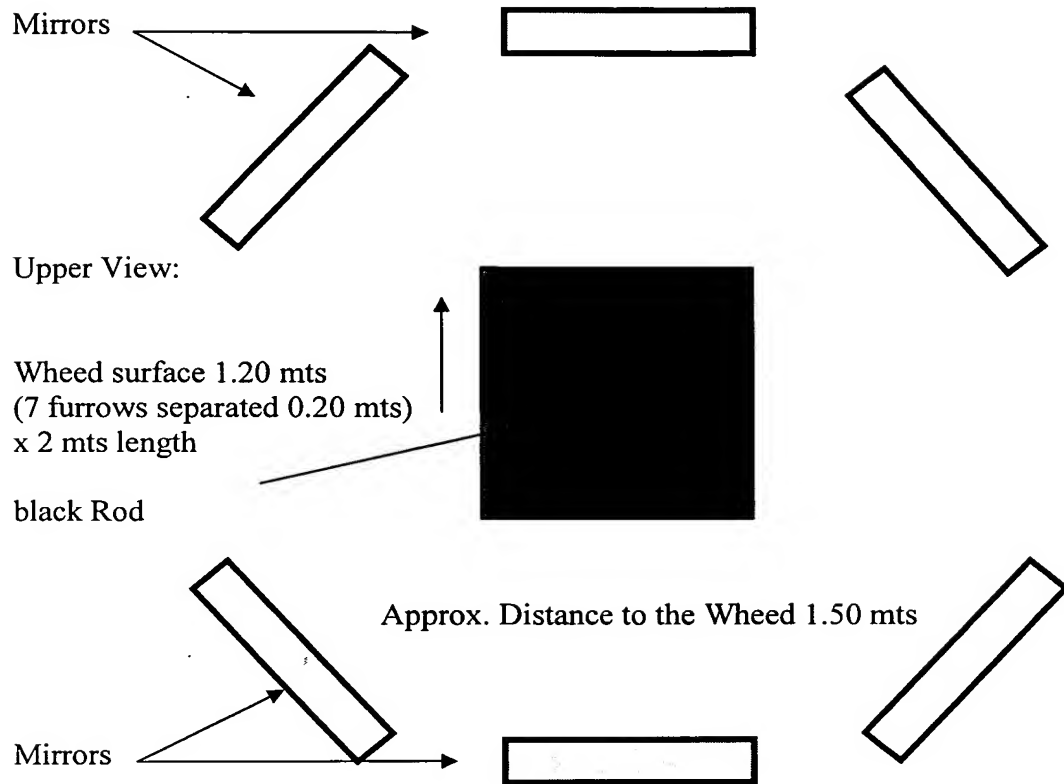 Mirrors
Upper View:
Wheed surface 1.20 mts
(7 furrows separated 0.20 mts)
x 2 mts length
black Rod
Approx. Distance to the Wheed 1.50 mts
Mirrors